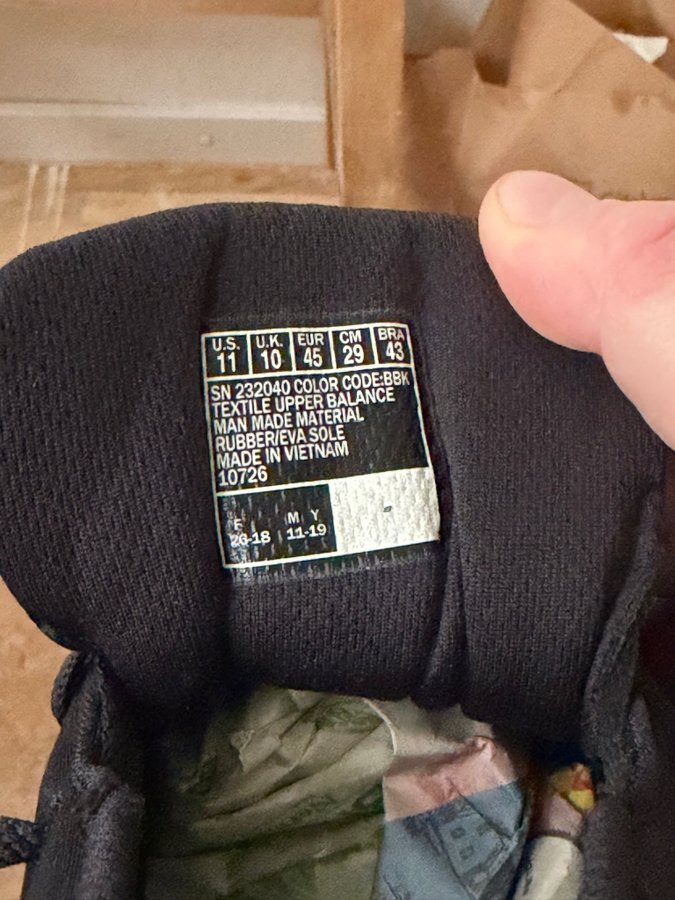 U.S. U.K. EUR CM BRA
11 10 45 29 43
SN 232040 COLOR CODE:BBK
TEXTILE UPPER BALANCE
MAN MADE MATERIAL
RUBBER/EVA SOLE
MADE IN VIETNAM
10726
F M Y
26-18 11-19